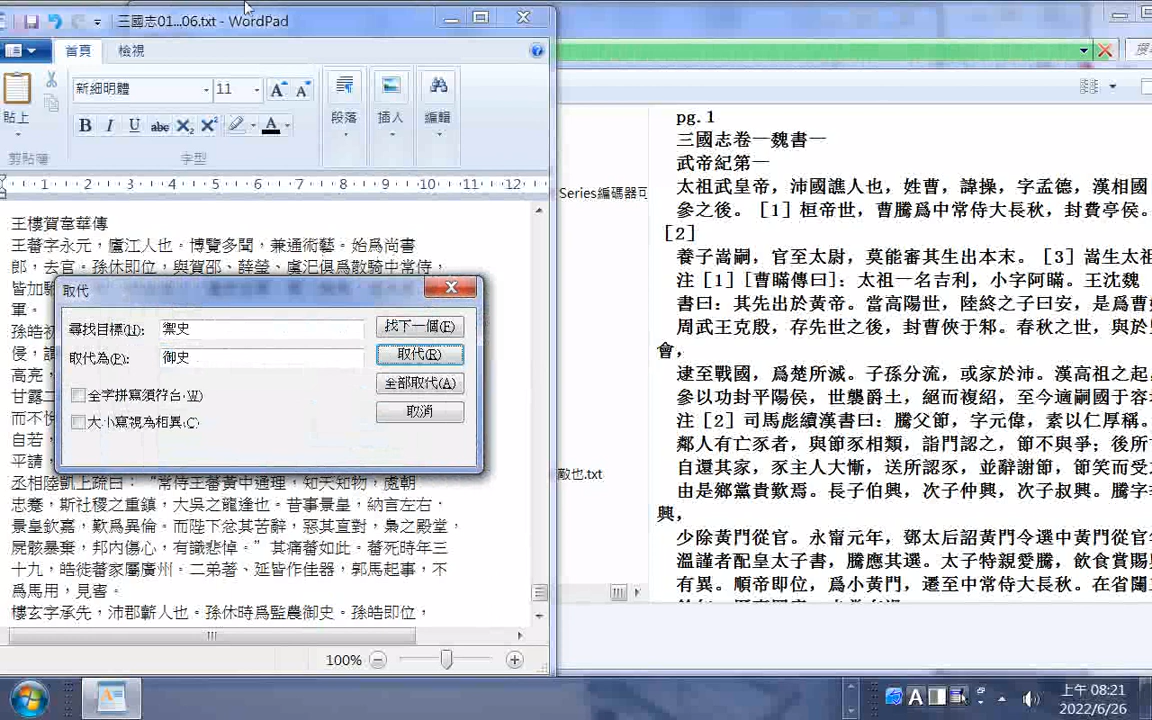 三國志01...06.txt - WordPad
首頁
檢視
新細明體
11
貼上
段落
插入
編輯
剪貼簿
字型
1 2 3 4 5 6 7 8 9 10 11 12
王樓賀韋華傳
王蕃字永元，廬江人也。博覽多聞，兼通術藝。始爲尚書
郎，去官。孫休即位，與賀邵、薛瑩、虞汜俱爲散騎中常侍，
皆加駙
軍。
孫皓初
侵，
高亮，
甘露二
而不悅
自若，
平請，
取代
尋找目標(N):
禦史
找下一個(F)
取代為(P):
御史
取代(R)
全字拼寫須符合(W)
全部取代(A)
大小寫視為相異(C)
取消
丞相陸凱上疏曰： “常侍王蕃黃中通理，知天知物，處朝
忠蹇，斯社稷之重鎮，大吳之龍逄也。昔事景皇，納言左右，
景皇欽嘉，歎爲異倫。而陛下忿其苦辭，惡其直對，梟之殿堂，
屍骸暴棄，邦內傷心，有識悲悼。” 其痛蕃如此。蕃死時年三
十九，皓徙蕃家屬廣州。二弟著、延皆作佳器，郭馬起事，不
爲馬用，見害。
樓玄字承先，沛郡蘄人也。孫休時爲監農御史。孫皓即位，
100%
Series編碼器可
敵也.txt
pg.1
三國志卷一魏書一
武帝紀第一
太祖武皇帝，沛國譙人也，姓曹，諱操，字孟德，漢相國
參之後。［1］桓帝世，曹騰爲中常侍大長秋，封費亭侯。
［2］
養子嵩嗣，官至太尉，莫能審其生出本末。［3］嵩生太祖
注［1］[曹瞞傳曰]：太祖一名吉利，小字阿瞞。王沈魏
書曰：其先出於黃帝。當高陽世，陸終之子曰安，是爲曹姓
周武王克殷，存先世之後，封曹俠于邾。春秋之世，與於
會，
逮至戰國，爲楚所滅。子孫分流，或家於沛。漢高祖之起，
參以功封平陽侯，世襲爵土，絕而複紹，至今適嗣國于容
注［2］司馬彪續漢書曰：騰父節，字元偉，素以仁厚稱。
鄰人有亡豕者，與節豕相類，詣門認之，節不與爭；後所
自還其家，豕主人大慚，送所認豕，並辭謝節，節笑而受
由是鄉黨貴歎焉。長子伯興，次子仲興，次子叔興。騰字
興，
少除黃門從官。永甯元年，鄧太后詔黃門令選中黃門從官
溫謹者配皇太子書，騰應其選。太子特親愛騰，飲食賞賜
有異。順帝即位，爲小黃門，遷至中常侍大長秋。在省闥
上午 08:21
2022/6/26